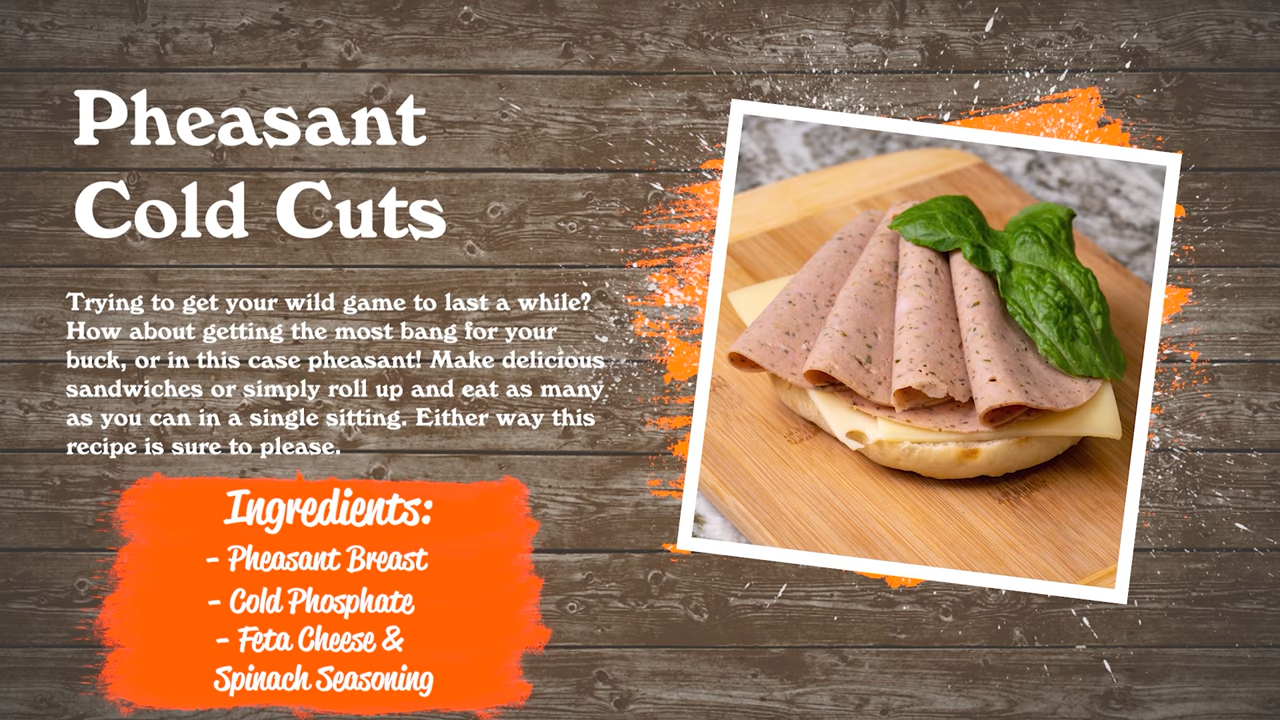 Pheasant
Cold Cuts
Trying to get your wild game to last a while?
How about getting the most bang for your
buck, or in this case pheasant! Make delicious
sandwiches or simply roll up and eat as many
as you can in a single sitting. Either way this
recipe is sure to please.
Ingredients:
- Pheasant Breast
- Cold Phosphate
- Feta Cheese &
Spinach Seasoning